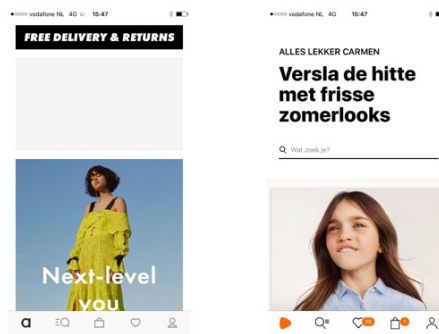 vodafone NL 4G 15:47
FREE DELIVERY & RETURNS
Next-level
you
a
vodafone NL 4G 15:47
ALLES LEKKER CARMEN
Versla de hitte
met frisse
zomerlooks
Wat zoek je?